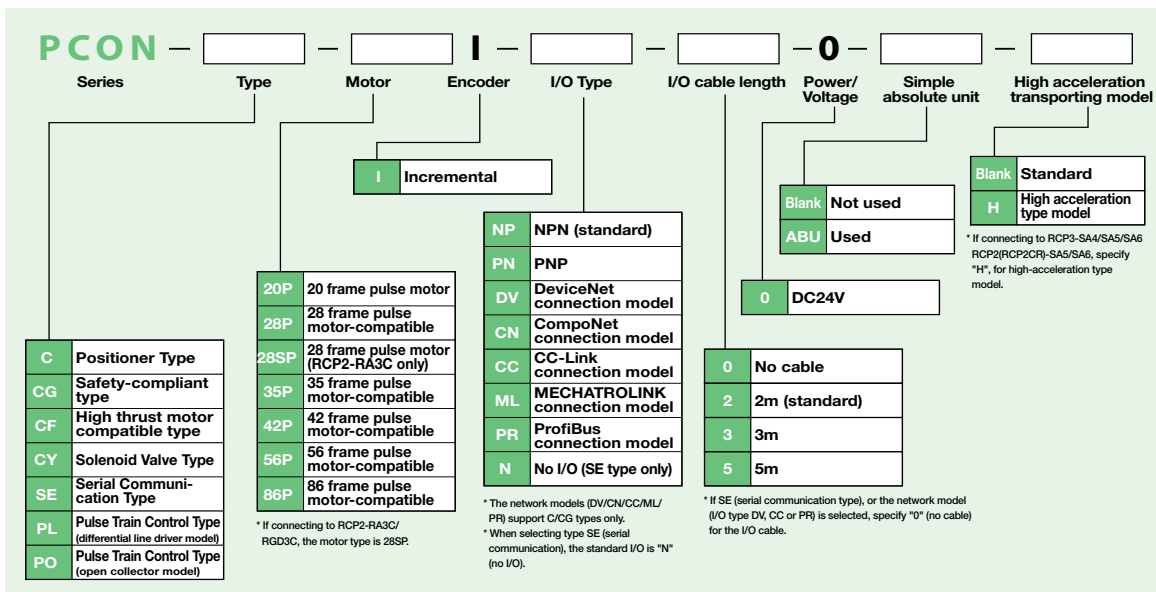 PCON — — I — — — 0 — —
Series Type Motor Encoder I/O Type I/O cable length Power/ Simple High acceleration
Voltage absolute unit transporting model
C Positioner Type
CG Safety-compliant
type
CF High thrust motor
compatible type
CY Solenoid Valve Type
SE Serial Communi-
cation Type
PL Pulse Train Control Type
(differential line driver model)
PO Pulse Train Control Type
(open collector model)
20P 20 frame pulse motor
28P 28 frame pulse
motor-compatible
28SP 28 frame pulse motor
(RCP2-RA3C only)
35P 35 frame pulse
motor-compatible
42P 42 frame pulse
motor-compatible
56P 56 frame pulse
motor-compatible
86P 86 frame pulse
motor-compatible
* If connecting to RCP2-RA3C/
RGD3C, the motor type is 28SP.
I Incremental
NP NPN (standard)
PN PNP
DV DeviceNet
connection model
CN CompoNet
connection model
CC CC-Link
connection model
ML MECHATROLINK
connection model
PR ProfiBus
connection model
N No I/O (SE type only)
* The network models (DV/CN/CC/ML/
PR) support C/CG types only.
* When selecting type SE (serial
communication), the standard I/O is "N"
(no I/O).
0 No cable
2 2m (standard)
3 3m
5 5m
* If SE (serial communication type), or the network model
(I/O type DV, CC or PR) is selected, specify "0" (no cable)
for the I/O cable.
0 DC24V
Blank Not used
ABU Used
Blank Standard
H High acceleration
type model
* If connecting to RCP3-SA4/SA5/SA6
RCP2(RCP2CR)-SA5/SA6, specify
"H", for high-acceleration type
model.